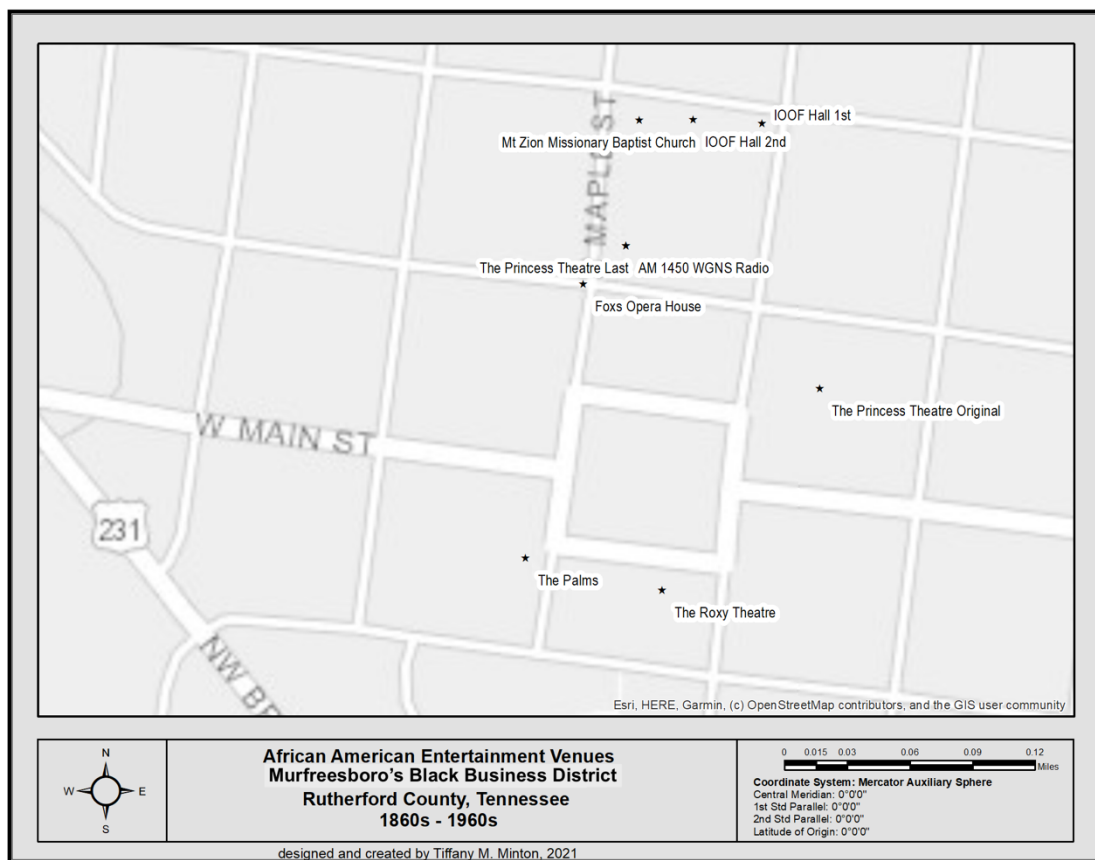 MAPLE ST
IOOF Hall 1st
Mt Zion Missionary Baptist Church
IOOF Hall 2nd
The Princess Theatre Last
AM 1450 WGNS Radio
Foxs Opera House
The Princess Theatre Original
W MAIN ST
231
The Palms
The Roxy Theatre
NW BR
Esri, HERE, Garmin, (c) OpenStreetMap contributors, and the GIS user community
N
W
E
S
African American Entertainment Venues
Murfreesboro's Black Business District
Rutherford County, Tennessee
1860s - 1960s
0 0.015 0.03 0.06 0.09 0.12
Miles
Coordinate System: Mercator Auxiliary Sphere
Central Meridian: 0°0'0"
1st Std Parallel: 0°0'0"
2nd Std Parallel: 0°0'0"
Latitude of Origin: 0°0'0"
designed and created by Tiffany M. Minton, 2021